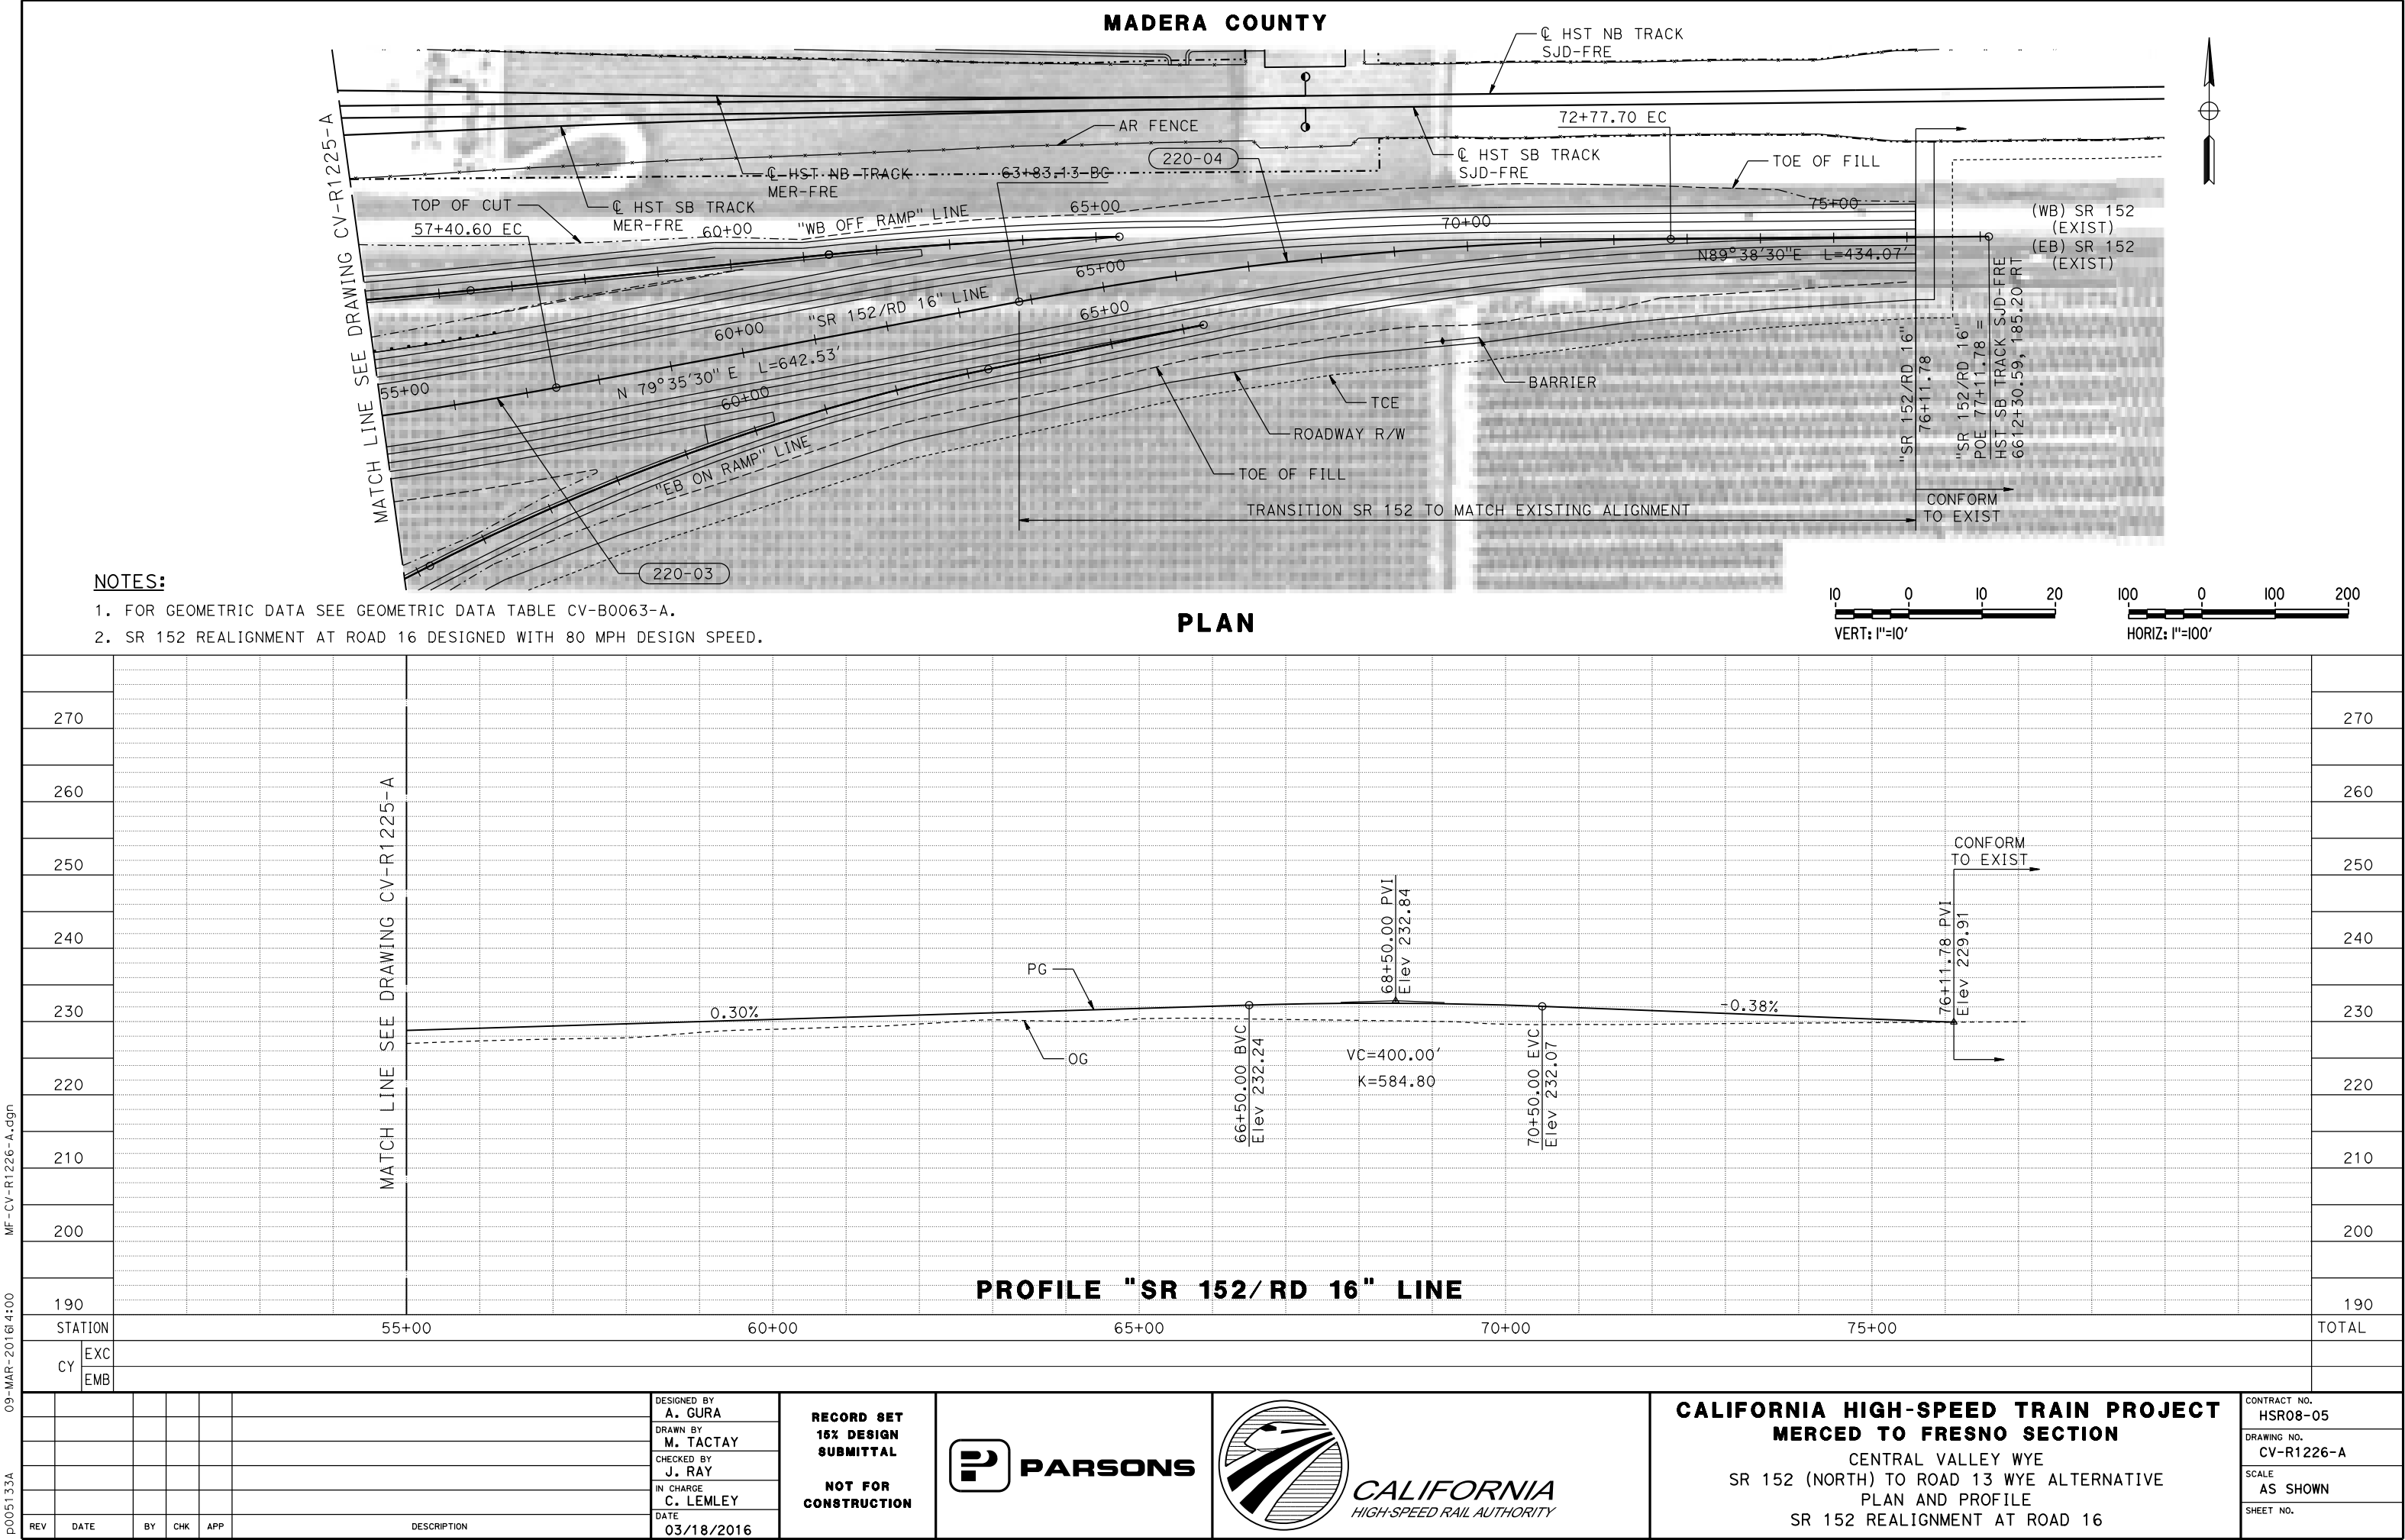 MADERA COUNTY
℄ HST NB TRACK
SJD-FRE
72+77.70 EC
AR FENCE
220-04
℄ HST SB TRACK
SJD-FRE
TOE OF FILL
℄ HST NB TRACK
MER-FRE
63+83.13 BC
TOP OF CUT
℄ HST SB TRACK
MER-FRE
57+40.60 EC
60+00
"WB OFF RAMP" LINE
65+00
70+00
75+00
(WB) SR 152
(EXIST)
(EB) SR 152
(EXIST)
N89°38'30"E L=434.07'
65+00
"SR 152/RD 16" LINE
60+00
65+00
N 79°35'30" E L=642.53'
55+00
60+00
"EB ON RAMP" LINE
BARRIER
TCE
ROADWAY R/W
TOE OF FILL
220-03
TRANSITION SR 152 TO MATCH EXISTING ALIGNMENT
"SR 152/RD 16"
76+11.78
"SR 152/RD 16"
POE 77+11.78 =
HST SB TRACK SJD-FRE
6612+30.59, 185.20 RT
CONFORM
TO EXIST
MATCH LINE SEE DRAWING CV-R1225-A
NOTES:
1. FOR GEOMETRIC DATA SEE GEOMETRIC DATA TABLE CV-B0063-A.
2. SR 152 REALIGNMENT AT ROAD 16 DESIGNED WITH 80 MPH DESIGN SPEED.
PLAN
10 0 10 20
VERT: 1"=10'
100 0 100 200
HORIZ: 1"=100'
270 270
260 260
250 250
240 240
230 230
220 220
210 210
200 200
190 190
MATCH LINE SEE DRAWING CV-R1225-A
CONFORM
TO EXIST
68+50.00 PVI
Elev 232.84
76+11.78 PVI
Elev 229.91
PG
0.30%
-0.38%
OG
66+50.00 BVC
Elev 232.24
VC=400.00'
K=584.80
70+50.00 EVC
Elev 232.07
PROFILE "SR 152/RD 16" LINE
STATION 55+00 60+00 65+00 70+00 75+00 TOTAL
CY
EXC
EMB
MF-CV-R1226-A.dgn
09-MAR-2016 14:00
p005133A
REV DATE BY CHK APP DESCRIPTION
DESIGNED BY
A. GURA
DRAWN BY
M. TACTAY
CHECKED BY
J. RAY
IN CHARGE
C. LEMLEY
DATE
03/18/2016
RECORD SET
15% DESIGN
SUBMITTAL
NOT FOR
CONSTRUCTION
PARSONS
CALIFORNIA
HIGH-SPEED RAIL AUTHORITY
CALIFORNIA HIGH-SPEED TRAIN PROJECT
MERCED TO FRESNO SECTION
CENTRAL VALLEY WYE
SR 152 (NORTH) TO ROAD 13 WYE ALTERNATIVE
PLAN AND PROFILE
SR 152 REALIGNMENT AT ROAD 16
CONTRACT NO.
HSR08-05
DRAWING NO.
CV-R1226-A
SCALE
AS SHOWN
SHEET NO.